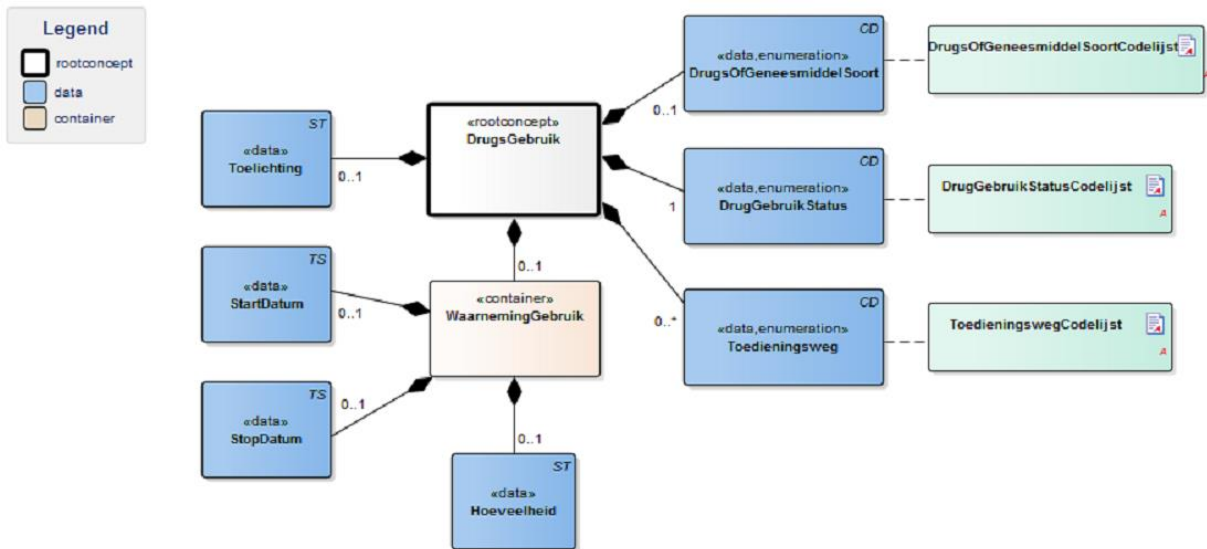 Legend
rootconcept
data
container
ST
«data»
Toelichting
0..1
«rootconcept»
DrugsGebruik
CD
«data,enumeration»
DrugsOfGeneesmiddelSoort
0..1
DrugsOfGeneesmiddelSoortCodelijst
A
CD
«data,enumeration»
DrugGebruikStatus
1
DrugGebruikStatusCodelijst
A
TS
«data»
StartDatum
0..1
0..1
«container»
WaarnemingGebruik
CD
«data,enumeration»
Toedieningsweg
0..*
ToedieningswegCodelijst
A
TS
«data»
StopDatum
0..1
0..1
ST
«data»
Hoeveelheid